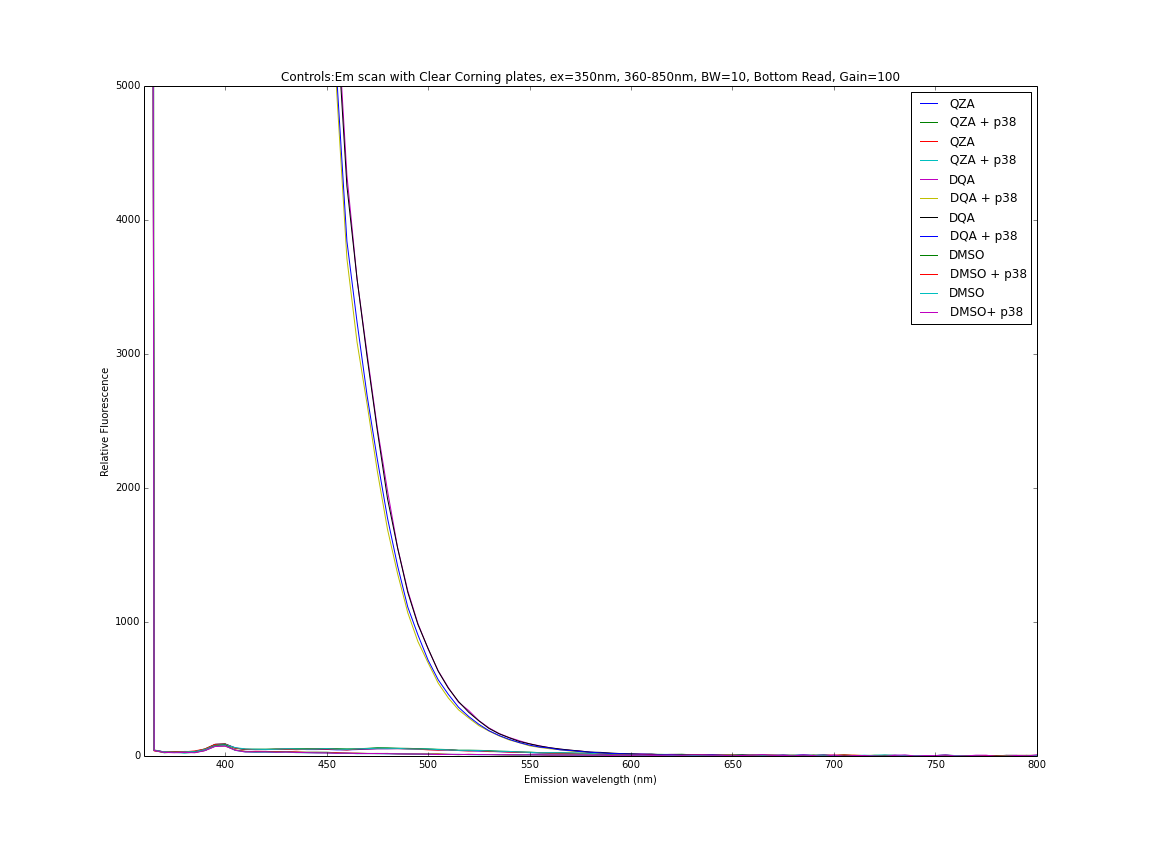 Controls:Em scan with Clear Corning plates, ex=350nm, 360-850nm, BW=10, Bottom Read, Gain=100
5000
4000
3000
2000
1000
0
Relative Fluorescence
QZA
QZA + p38
QZA
QZA + p38
DQA
DQA + p38
DQA
DQA + p38
DMSO
DMSO + p38
DMSO
DMSO+ p38
400 450 500 550 600 650 700 750 800
Emission wavelength (nm)